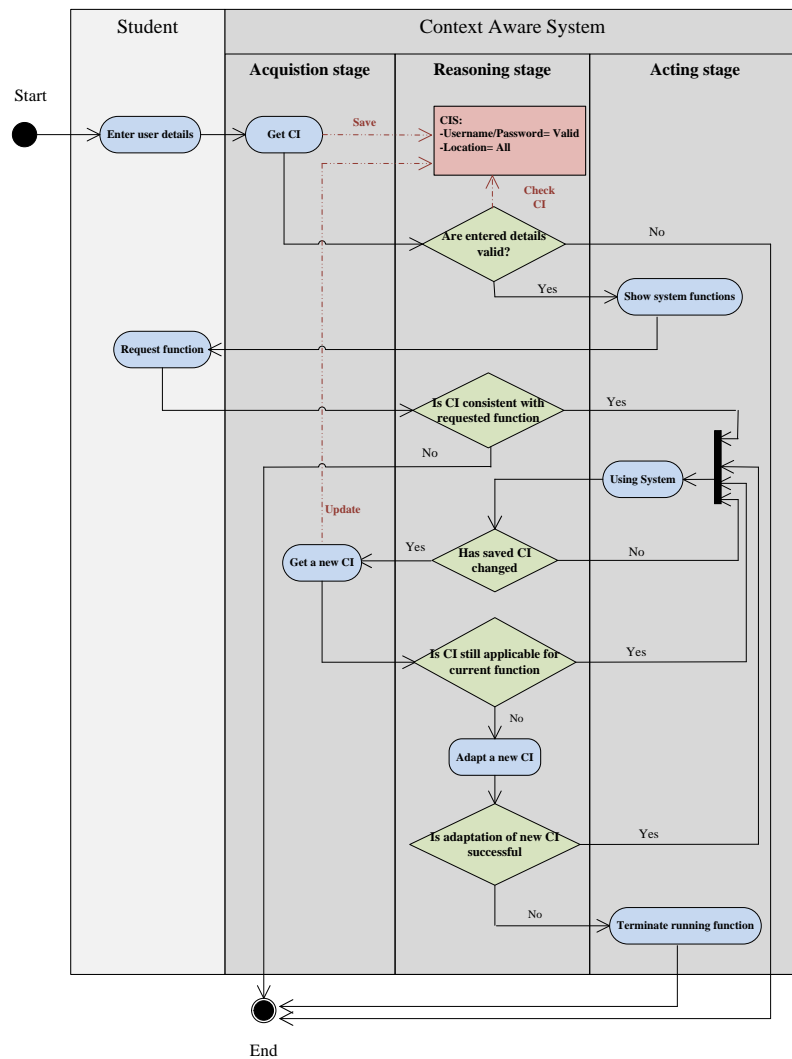 Student
Context Aware System
Acquistion stage
Reasoning stage
Acting stage
Start
Enter user details
Get CI
Save
CIS:
-Username/Password= Valid
-Location= All
Check
CI
Are entered details
valid?
No
Yes
Show system functions
Request function
Is CI consistent with
requested function
Yes
No
Using System
Update
Has saved CI
changed
Yes
No
Get a new CI
Is CI still applicable for
current function
Yes
No
Adapt a new CI
Is adaptation of new CI
successful
Yes
No
Terminate running function
End